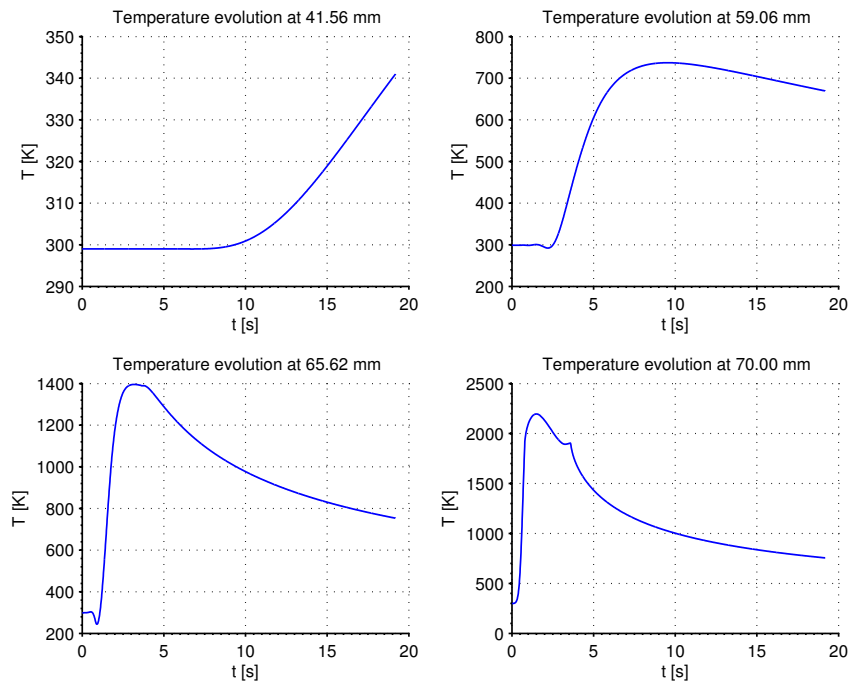 Temperature evolution at 41.56 mm
350
340
330
320
310
300
290
T [K]
0 5 10 15 20
t [s]
Temperature evolution at 59.06 mm
800
700
600
500
400
300
200
T [K]
0 5 10 15 20
t [s]
Temperature evolution at 65.62 mm
1400
1200
1000
800
600
400
200
T [K]
0 5 10 15 20
t [s]
Temperature evolution at 70.00 mm
2500
2000
1500
1000
500
0
T [K]
0 5 10 15 20
t [s]